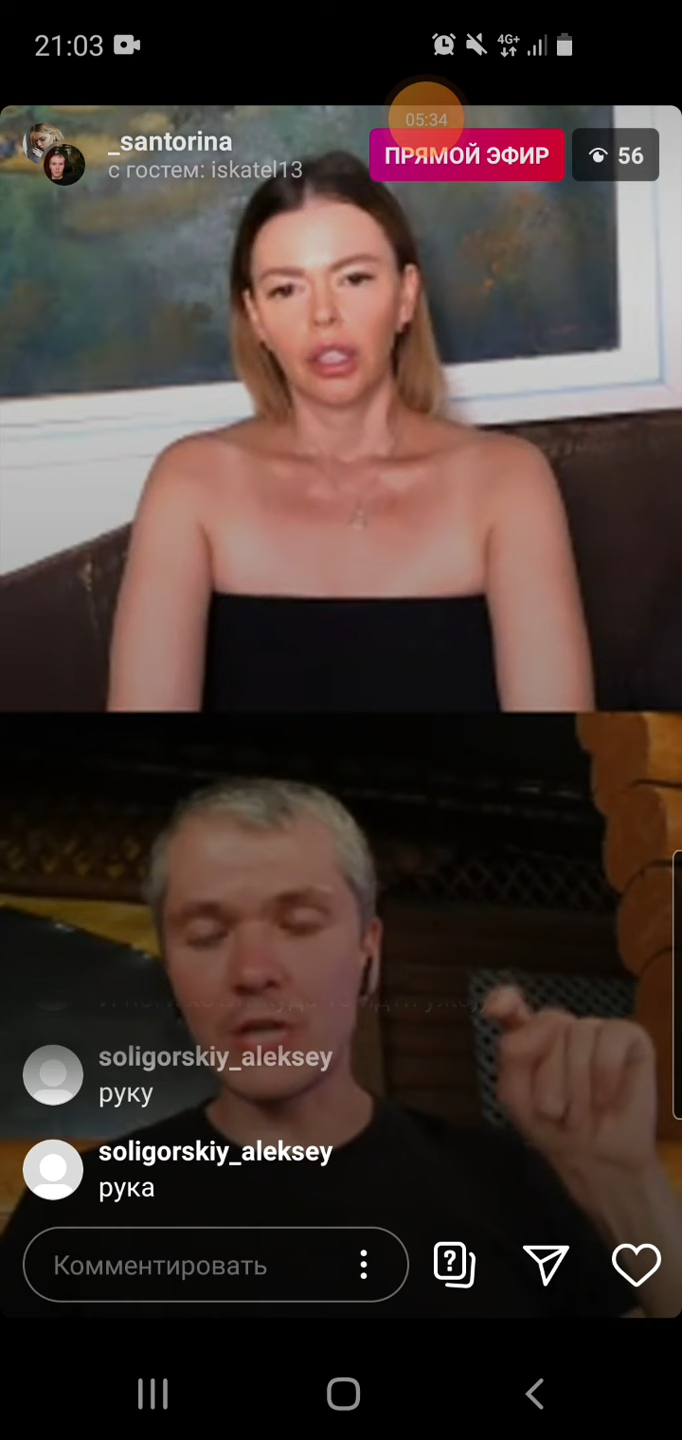 21:03
4G+
05:34
_santorina
с гостем: iskatel13
ПРЯМОЙ ЭФИР
56
soligorskiy_aleksey
руку
soligorskiy_aleksey
рука
Комментировать